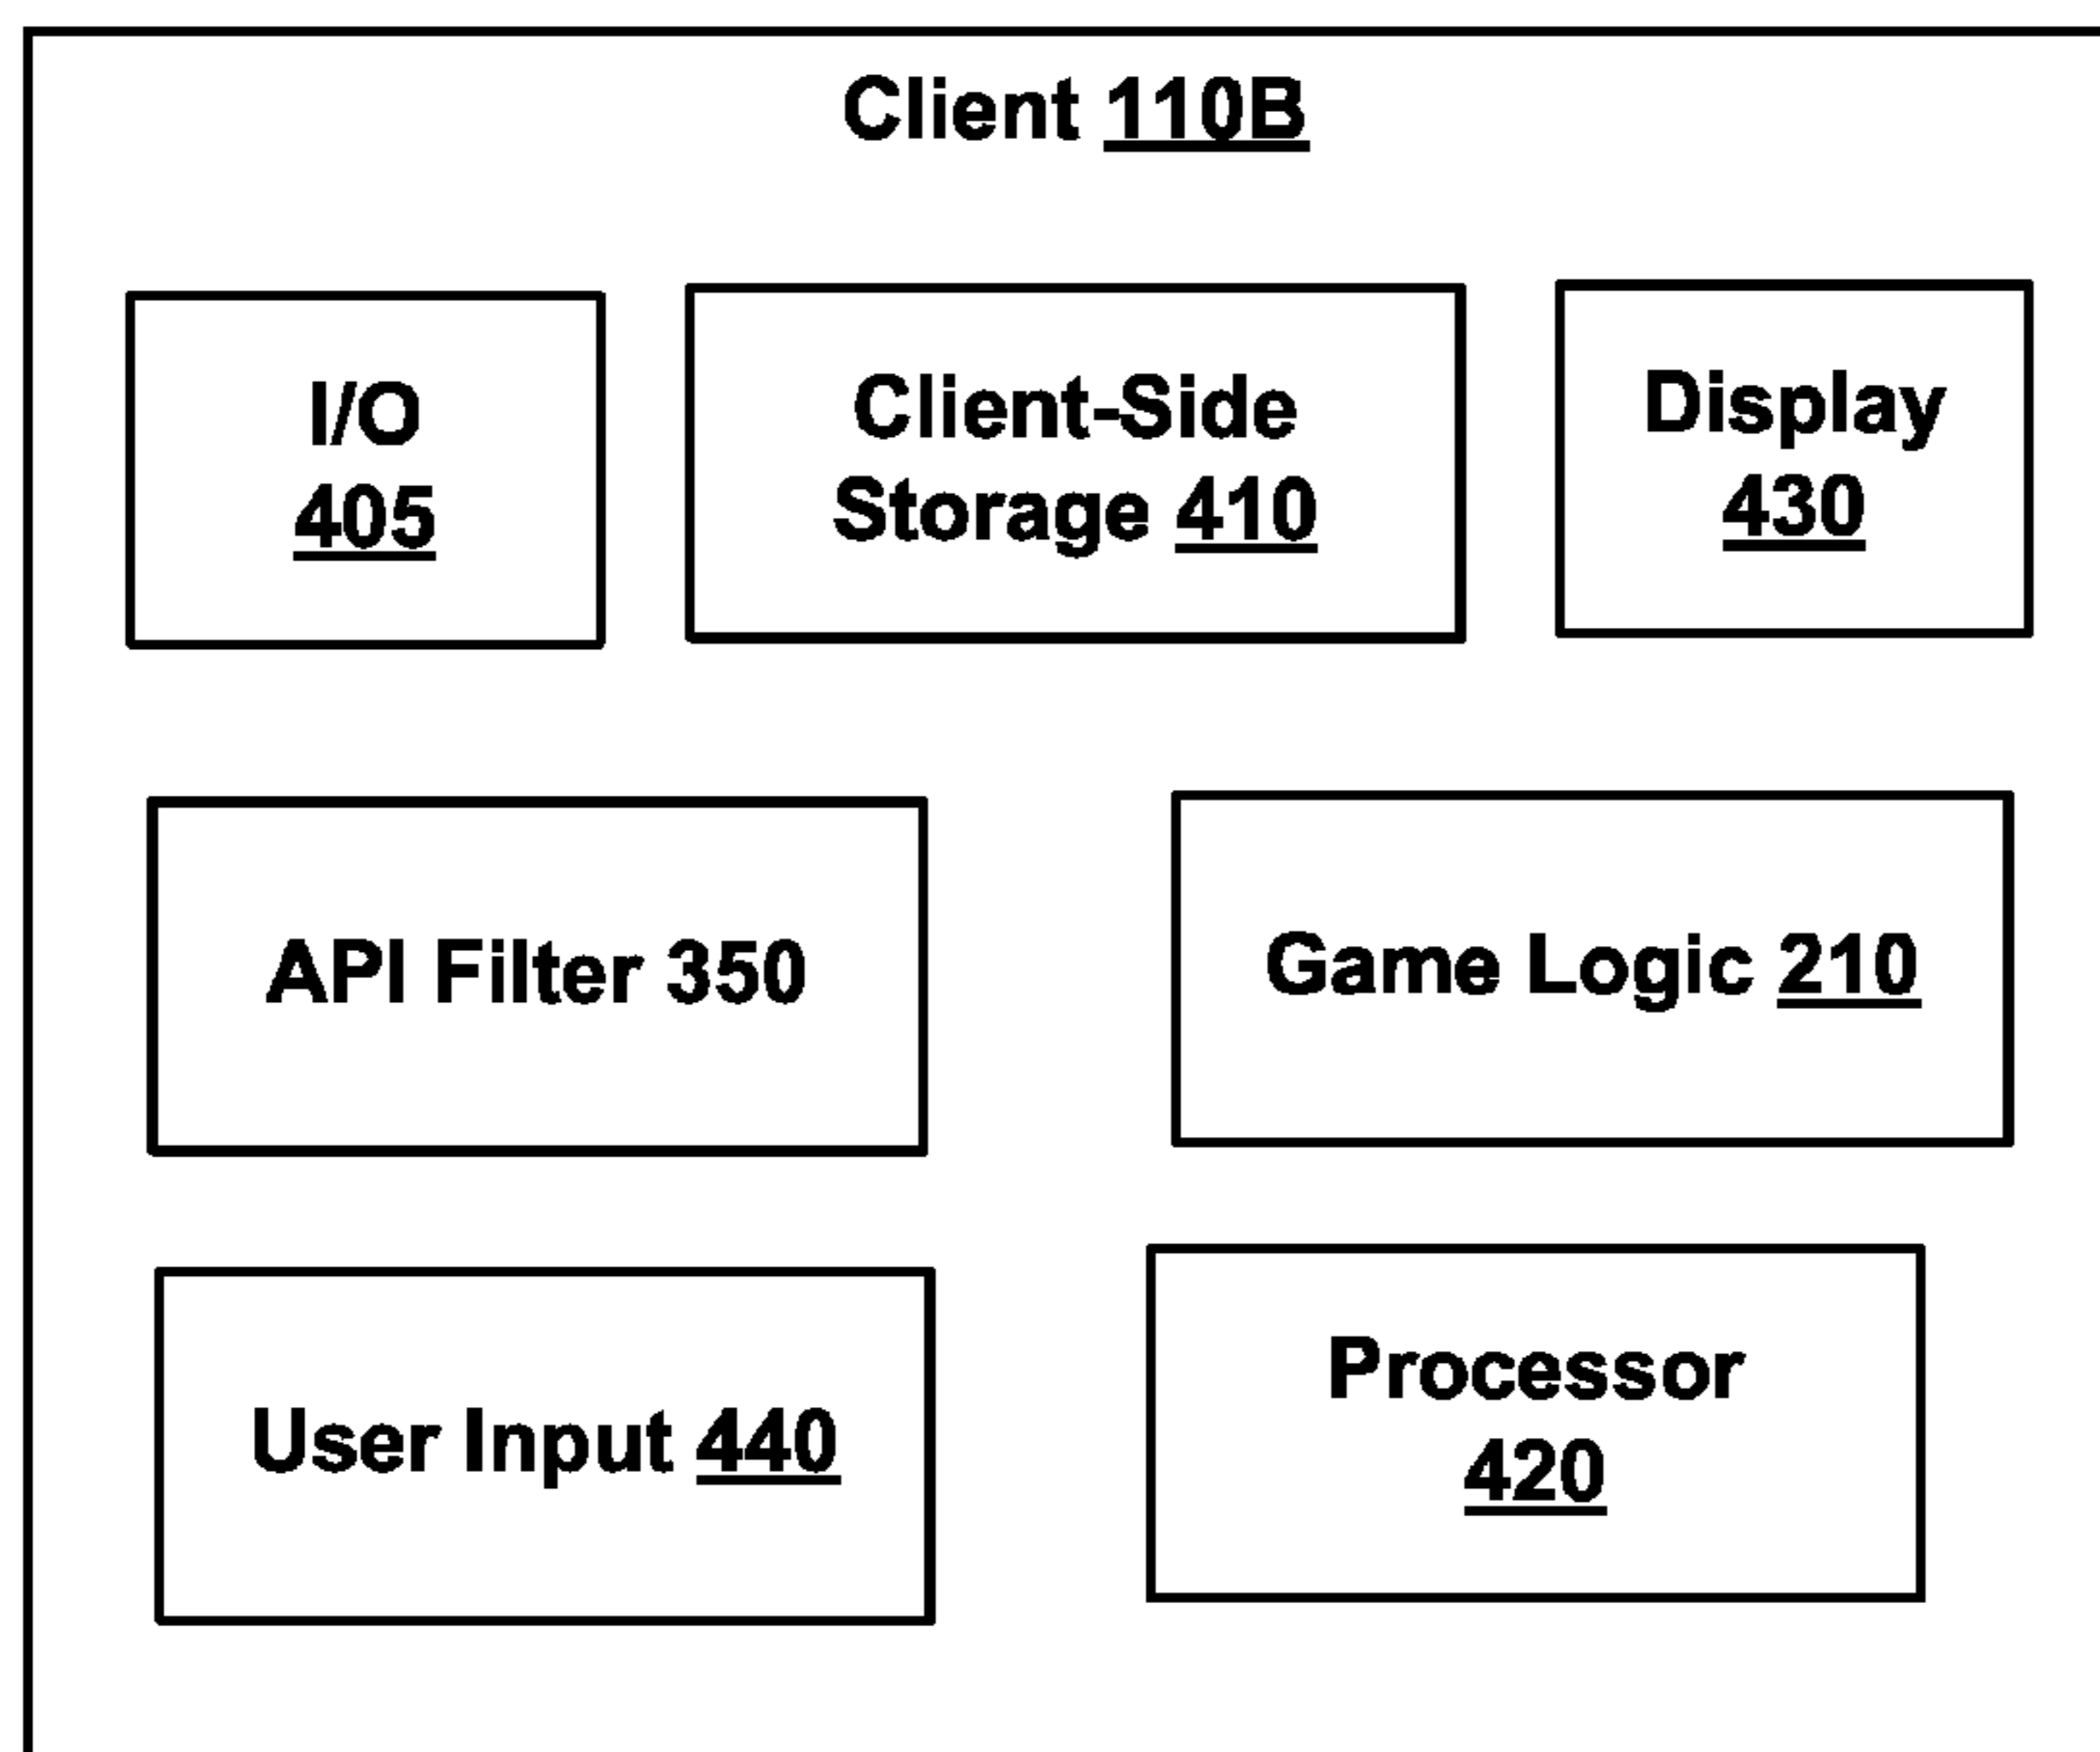 Client 110B
I/O
405
Client-Side
Storage 410
Display
430
API Filter 350
Game Logic 210
User Input 440
Processor
420